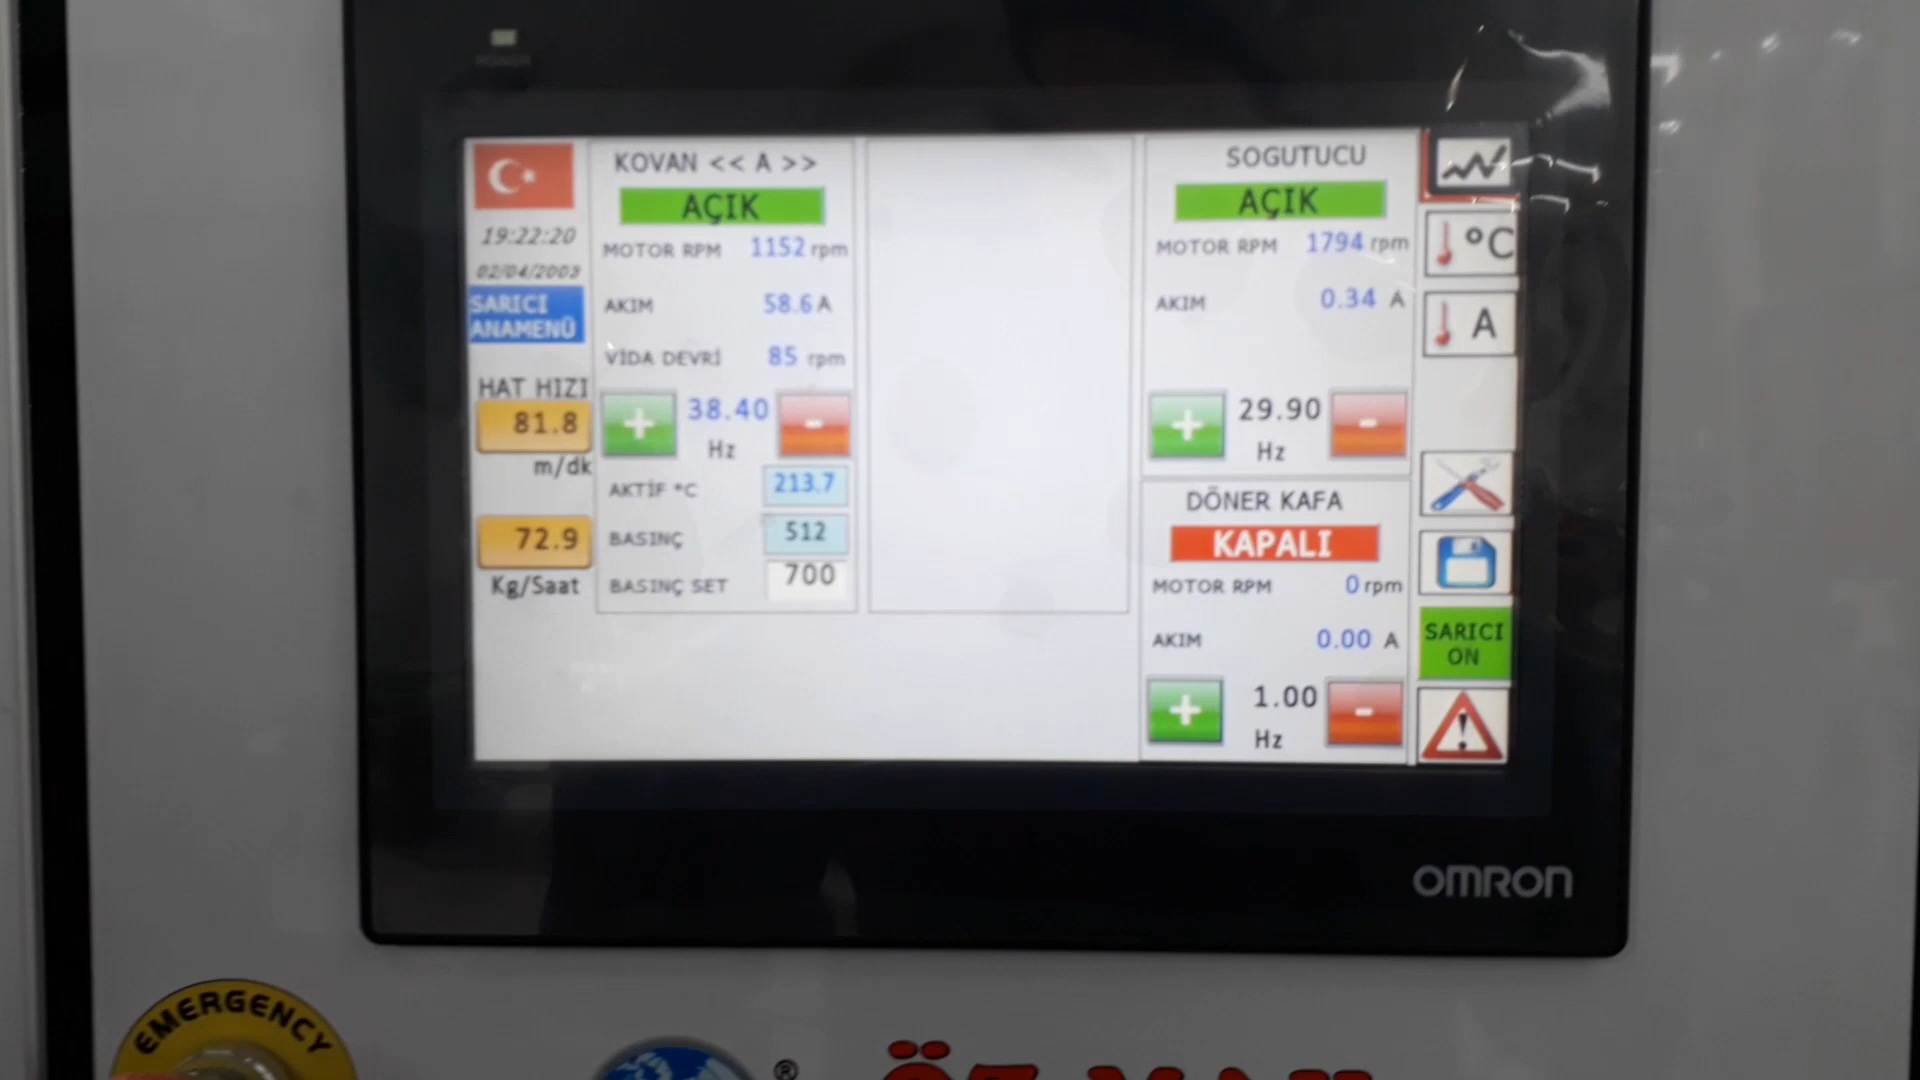 POWER
KOVAN << A >>
AÇIK
MOTOR RPM 1152 rpm
AKIM 58.6 A
VİDA DEVRİ 85 rpm
+ 38.40 -
Hz
AKTİF °C 213.7
BASINÇ 512
BASINÇ SET 700
19:22:20
02/04/2003
SARICI
ANAMENÜ
HAT HIZI
81.8
m/dk
72.9
Kg/Saat
SOGUTUCU
AÇIK
MOTOR RPM 1794 rpm
AKIM 0.34 A
+ 29.90 -
Hz
DÖNER KAFA
KAPALI
MOTOR RPM 0 rpm
AKIM 0.00 A
+ 1.00 -
Hz
°C
A
SARICI
ON
!
OMRON
EMERGENCY
®